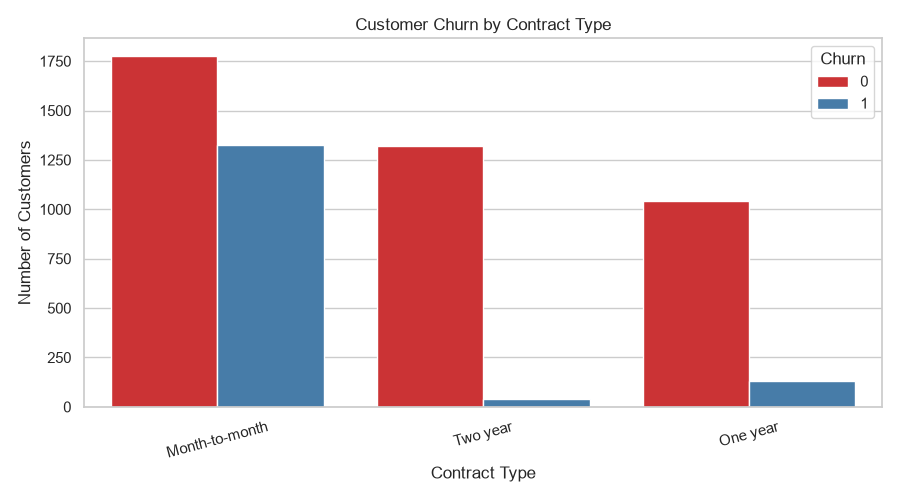 Customer Churn by Contract Type
Number of Customers
1750
1500
1250
1000
750
500
250
0
Churn
0
1
Month-to-month
Two year
One year
Contract Type